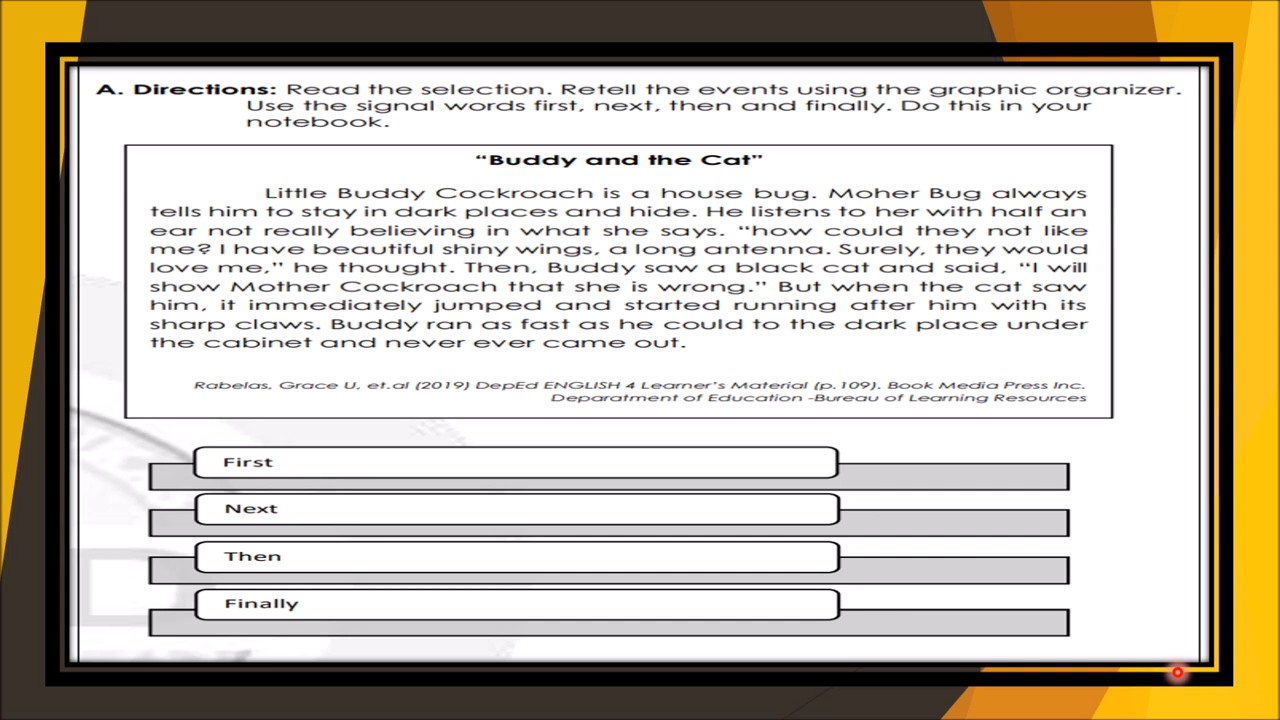 A. Directions: Read the selection. Retell the events using the graphic organizer.
Use the signal words first, next, then and finally. Do this in your
notebook.
“Buddy and the Cat”
Little Buddy Cockroach is a house bug. Moher Bug always
tells him to stay in dark places and hide. He listens to her with half an
ear not really believing in what she says. “how could they not like
me? I have beautiful shiny wings, a long antenna. Surely, they would
love me,” he thought. Then, Buddy saw a black cat and said, “I will
show Mother Cockroach that she is wrong.” But when the cat saw
him, it immediately jumped and started running after him with its
sharp claws. Buddy ran as fast as he could to the dark place under
the cabinet and never ever came out.
Rabelas, Grace U, et.al (2019) DepEd ENGLISH 4 Learner’s Material (p.109). Book Media Press Inc.
Deparatment of Education -Bureau of Learning Resources
First
Next
Then
Finally